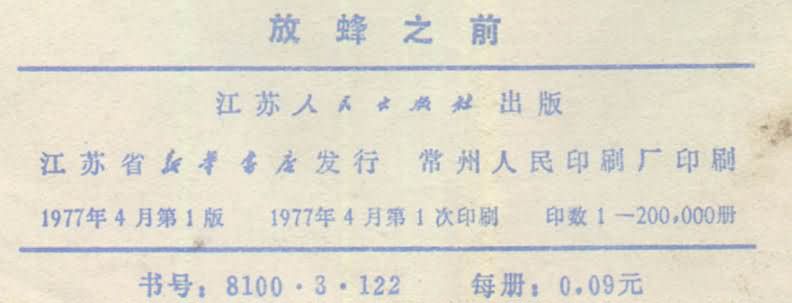 放蜂之前
江苏人民出版社出版
江苏省新华书店发行 常州人民印刷厂印刷
1977年4月第1版 1977年4月第1次印刷 印数1—200,000册
书号：8100·3·122 每册：0.09元